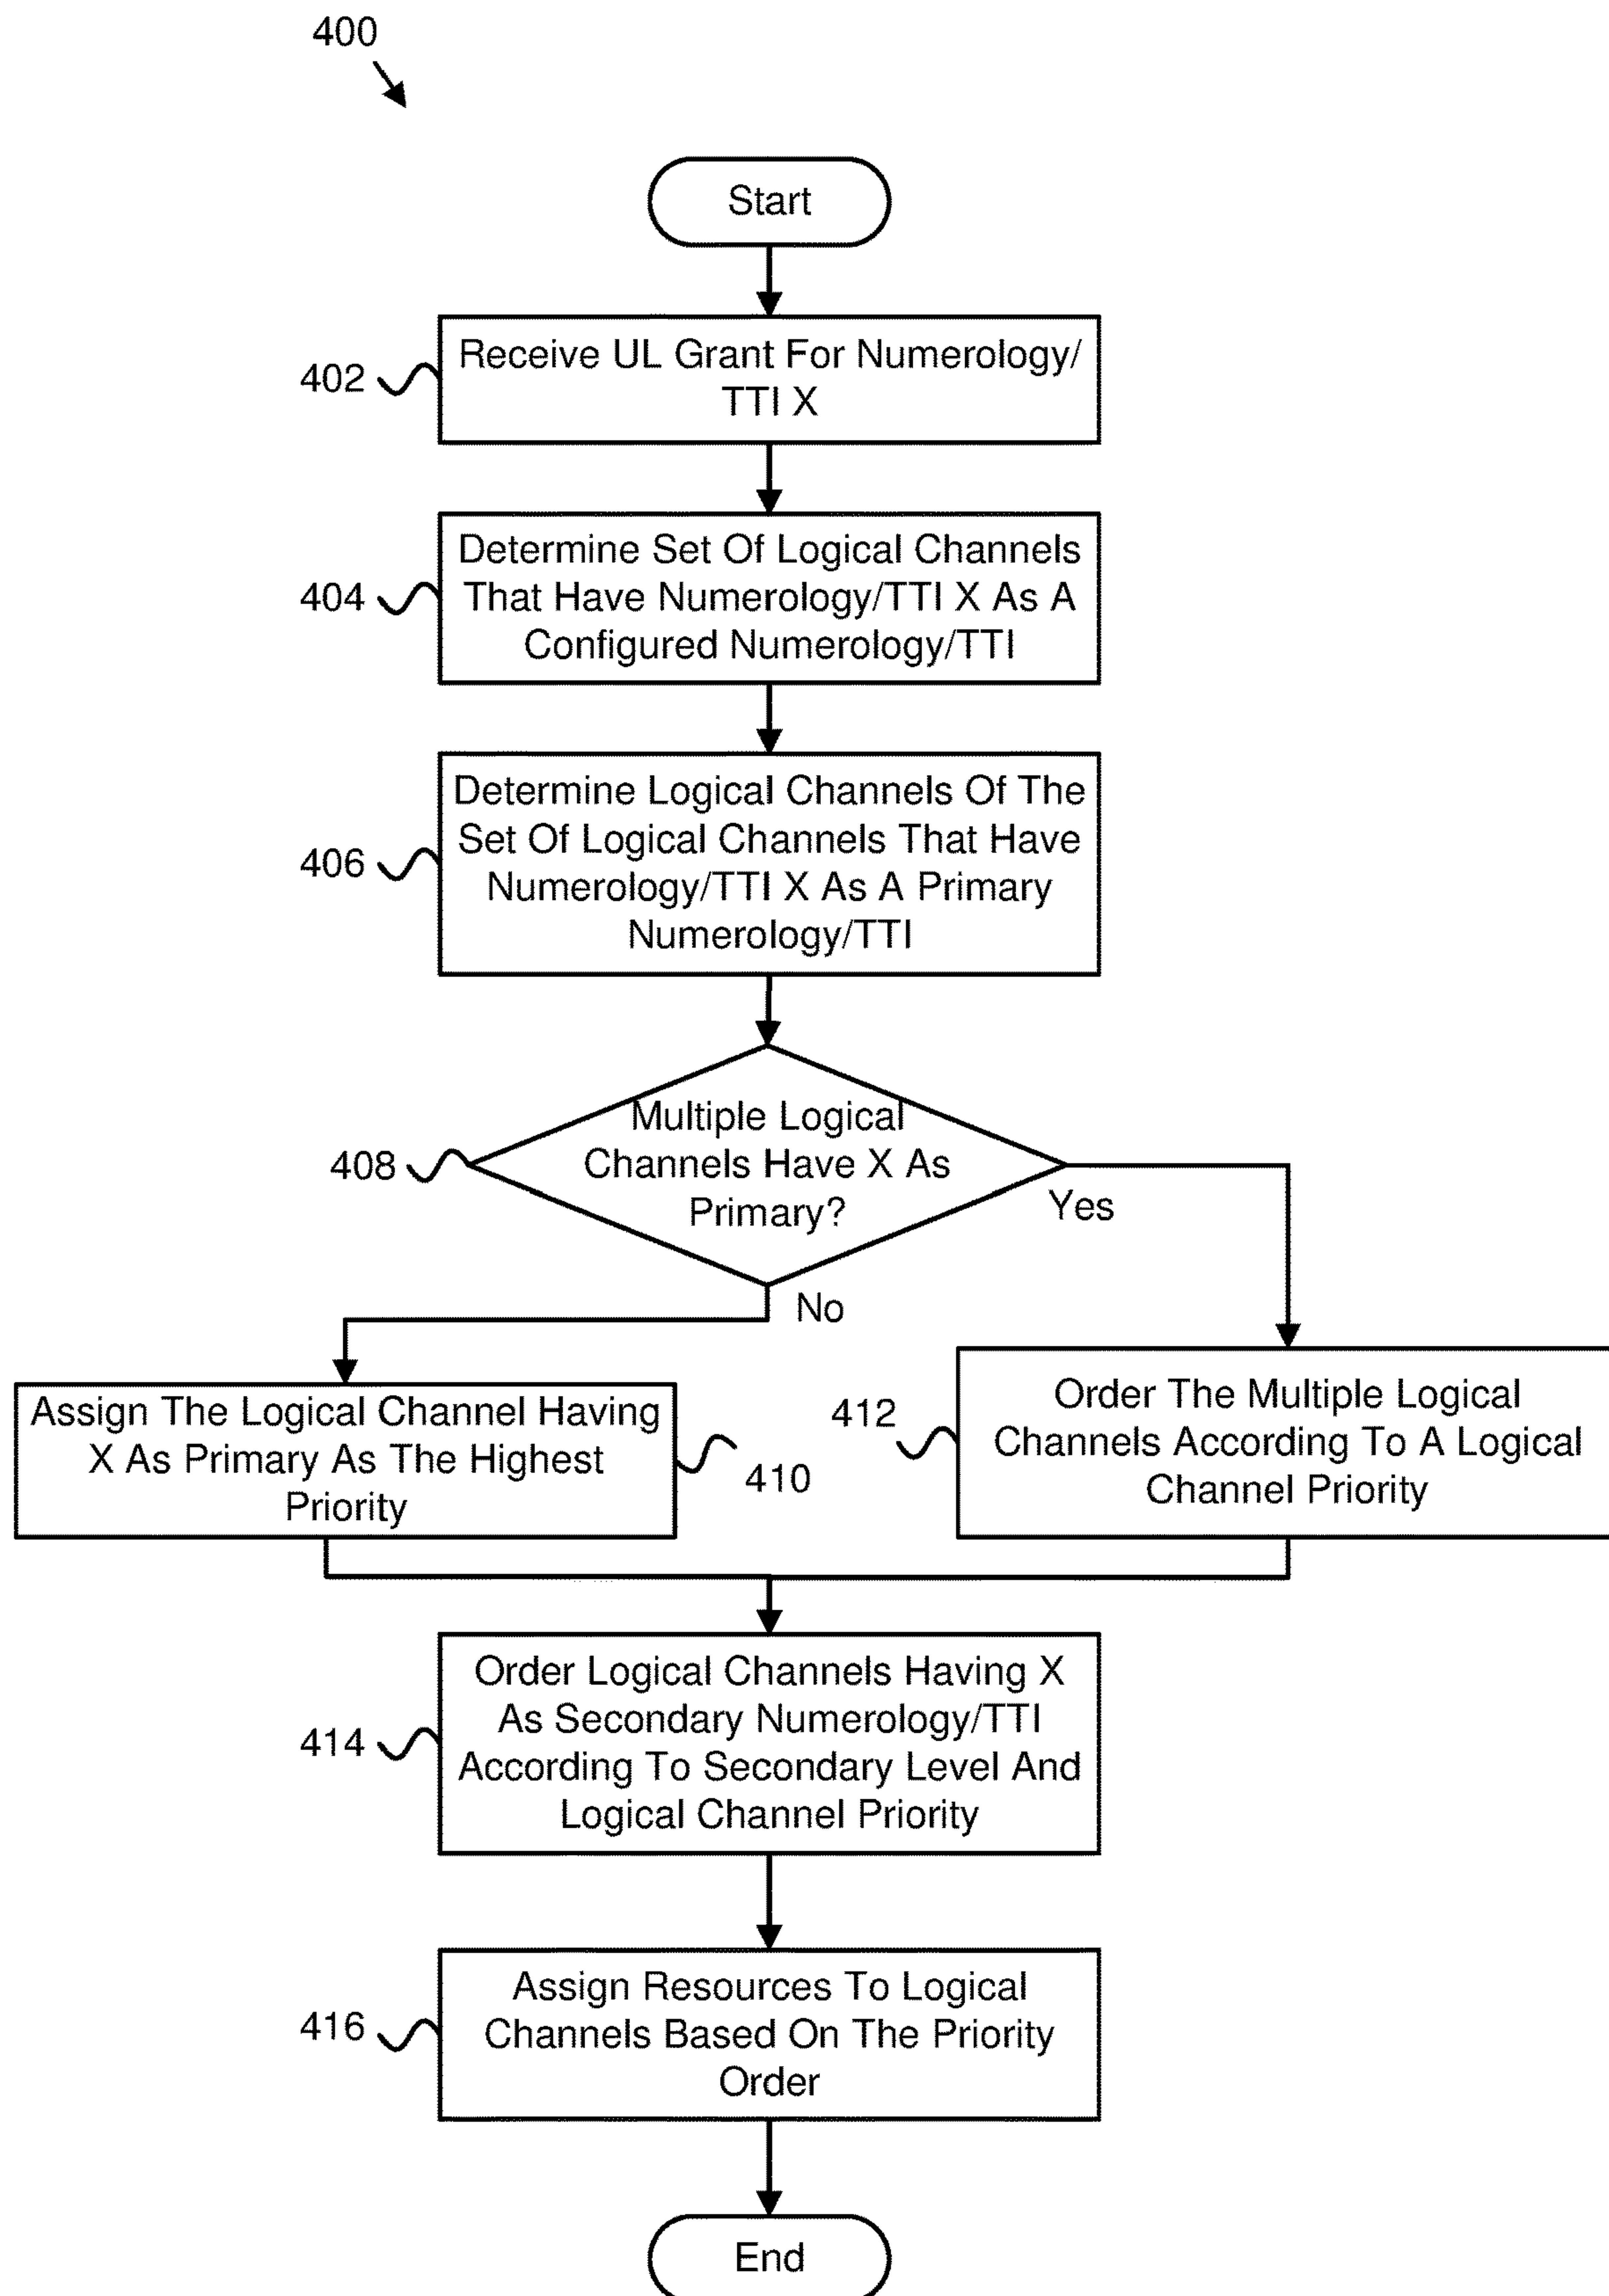 400
Start
402
Receive UL Grant For Numerology/
TTI X
404
Determine Set Of Logical Channels
That Have Numerology/TTI X As A
Configured Numerology/TTI
406
Determine Logical Channels Of The
Set Of Logical Channels That Have
Numerology/TTI X As A Primary
Numerology/TTI
408
Multiple Logical
Channels Have X As
Primary?
Yes
No
Assign The Logical Channel Having
X As Primary As The Highest
Priority
410
412
Order The Multiple Logical
Channels According To A Logical
Channel Priority
414
Order Logical Channels Having X
As Secondary Numerology/TTI
According To Secondary Level And
Logical Channel Priority
416
Assign Resources To Logical
Channels Based On The Priority
Order
End